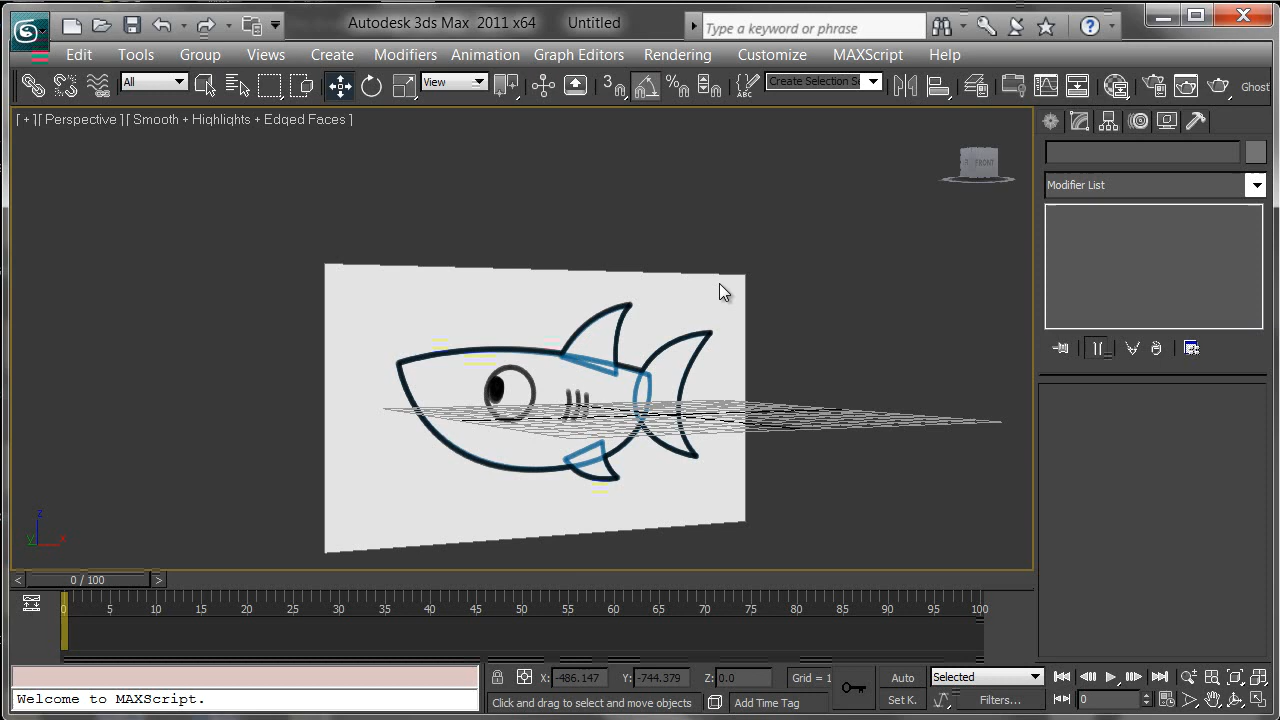 Autodesk 3ds Max 2011 x64 Untitled
Type a keyword or phrase
Edit Tools Group Views Create Modifiers Animation Graph Editors Rendering Customize MAXScript Help
All View 3 ABC Create Selection Se Ghost
[ + ][ Perspective ][ Smooth + Highlights + Edged Faces ]
FRONT
Modifier List
z
y x
< 0 / 100 >
0 5 10 15 20 25 30 35 40 45 50 55 60 65 70 75 80 85 90 95 100
X: -486.147 Y: -744.379 Z: 0.0 Grid = 1 Auto Selected
Welcome to MAXScript. Click and drag to select and move objects Add Time Tag Set K. Filters... 0